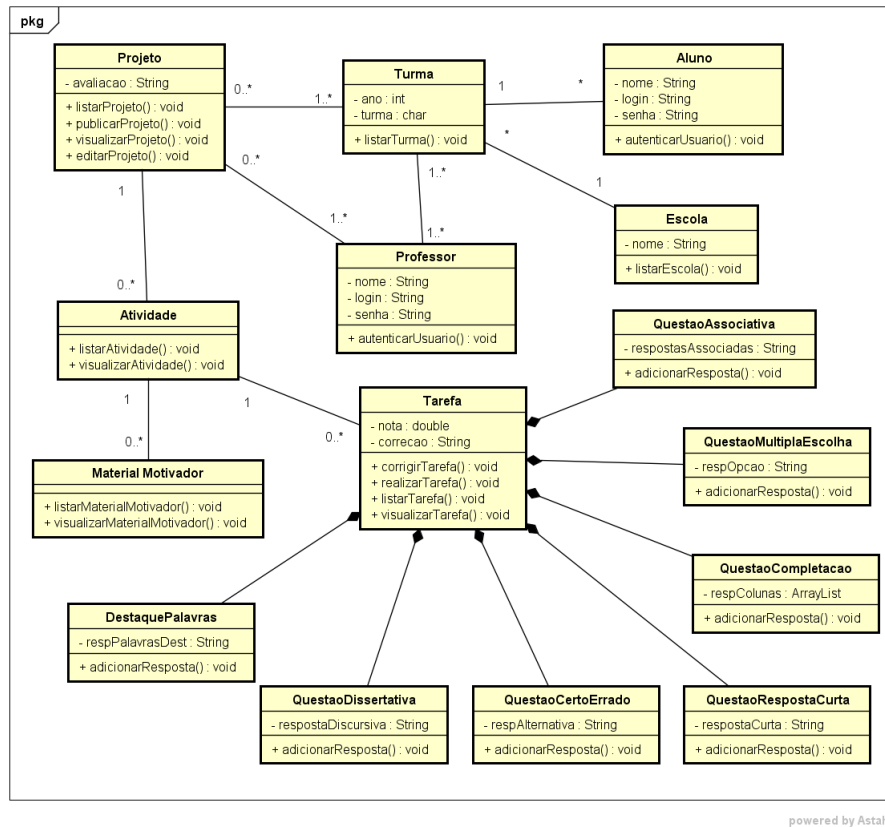 pkg
Projeto
- avaliacao : String
+ listarProjeto() : void
+ publicarProjeto() : void
+ visualizarProjeto() : void
+ editarProjeto() : void
0..*
1..*
Turma
- ano : int
- turma : char
+ listarTurma() : void
1
*
Aluno
- nome : String
- login : String
- senha : String
+ autenticarUsuario() : void
0..*
1..*
1..*
1..*
*
1
Escola
- nome : String
+ listarEscola() : void
1
0..*
Professor
- nome : String
- login : String
- senha : String
+ autenticarUsuario() : void
Atividade
+ listarAtividade() : void
+ visualizarAtividade() : void
QuestaoAssociativa
- respostasAssociadas : String
+ adicionarResposta() : void
1
0..*
1
0..*
Tarefa
- nota : double
- correcao : String
+ corrigirTarefa() : void
+ realizarTarefa() : void
+ listarTarefa() : void
+ visualizarTarefa() : void
QuestaoMultiplaEscolha
- respOpcao : String
+ adicionarResposta() : void
Material Motivador
+ listarMaterialMotivador() : void
+ visualizarMaterialMotivador() : void
QuestaoCompletacao
- respColunas : ArrayList
+ adicionarResposta() : void
DestaquePalavras
- respPalavrasDest : String
+ adicionarResposta() : void
QuestaoDissertativa
- respostaDiscursiva : String
+ adicionarResposta() : void
QuestaoCertoErrado
- respAlternativa : String
+ adicionarResposta() : void
QuestaoRespostaCurta
- respostaCurta : String
+ adicionarResposta() : void
powered by Astah